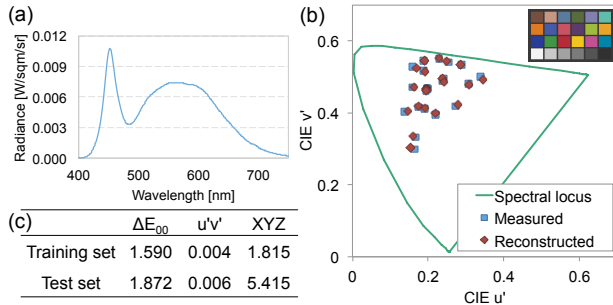 (a)
0.012
0.009
0.006
0.003
0.000
Radiance [W/sqm/sr]
400 500 600 700
Wavelength [nm]
(b)
0.6
0.4
0.2
0
CIE v'
0 0.2 0.4 0.6
CIE u'
Spectral locus
Measured
Reconstructed
(c)
ΔE00 u'v' XYZ
Training set 1.590 0.004 1.815
Test set 1.872 0.006 5.415